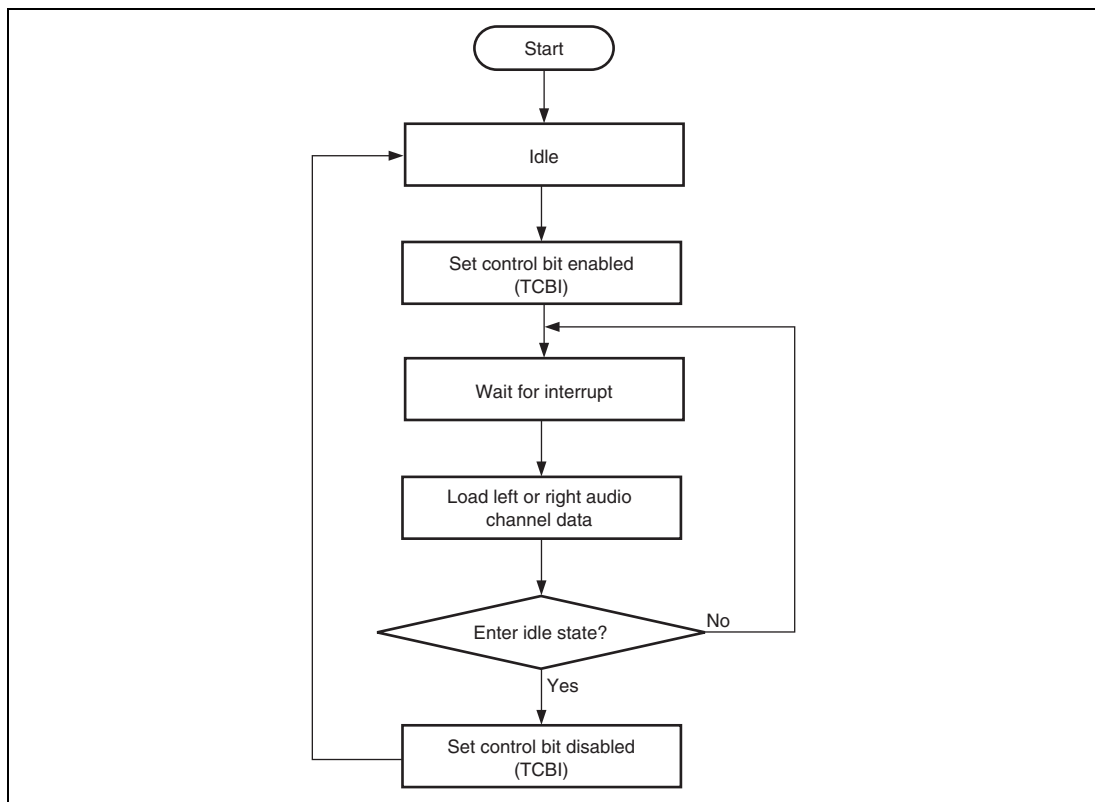 Start
Idle
Set control bit enabled
(TCBI)
Wait for interrupt
Load left or right audio
channel data
Enter idle state?
No
Yes
Set control bit disabled
(TCBI)